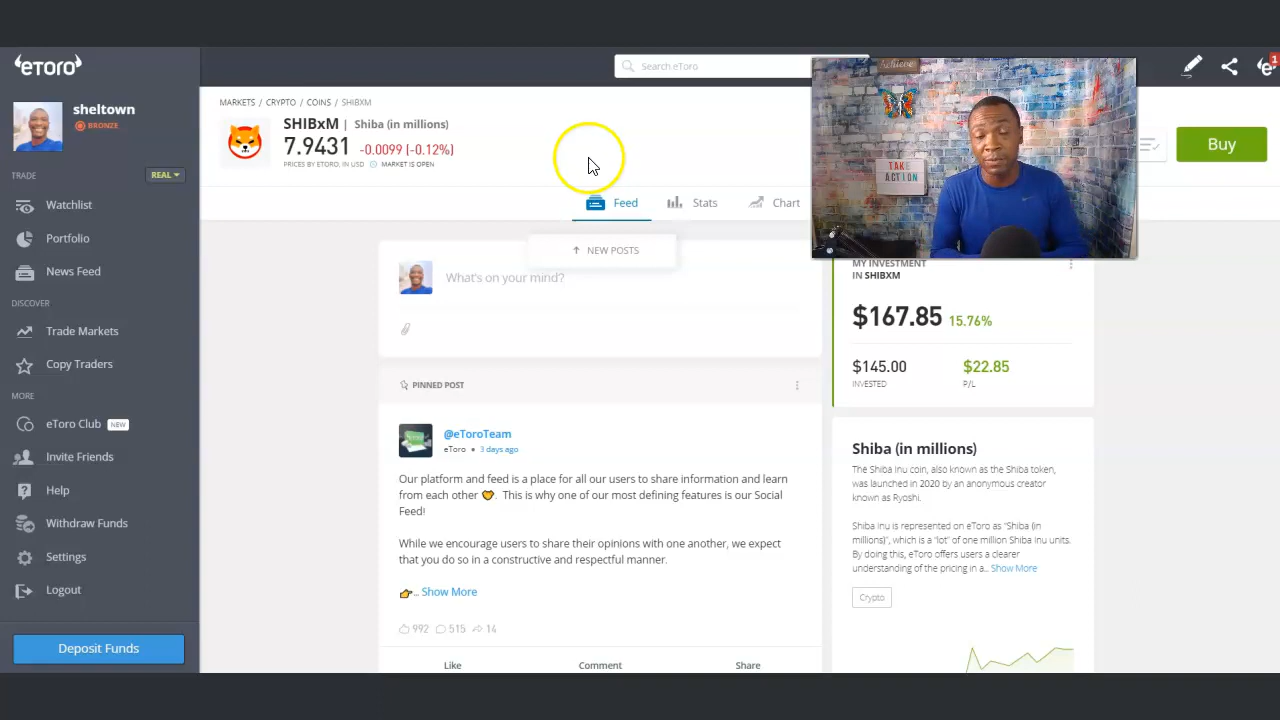 eToro
Search eToro
Achieve
1
sheltown
BRONZE
TRADE
REAL
Watchlist
Portfolio
News Feed
DISCOVER
Trade Markets
Copy Traders
MORE
eToro Club NEW
Invite Friends
Help
Withdraw Funds
Settings
Logout
Deposit Funds
MARKETS / CRYPTO / COINS / SHIBXM
SHIBxM | Shiba (in millions)
7.9431 -0.0099 (-0.12%)
PRICES BY ETORO, IN USD MARKET IS OPEN
TAKE
ACTION
Buy
Feed
Stats
Chart
NEW POSTS
What's on your mind?
PINNED POST
@eToroTeam
eToro • 3 days ago
Our platform and feed is a place for all our users to share information and learn
from each other 🧡. This is why one of our most defining features is our Social
Feed!
While we encourage users to share their opinions with one another, we expect
that you do so in a constructive and respectful manner.
👉... Show More
992 515 14
Like Comment Share
MY INVESTMENT
IN SHIBXM
$167.85 15.76%
$145.00 $22.85
INVESTED P/L
Shiba (in millions)
The Shiba Inu coin, also known as the Shiba token,
was launched in 2020 by an anonymous creator
known as Ryoshi.
Shiba inu is represented on eToro as "Shiba (in
millions)", which is a "lot" of one million Shiba Inu units.
By doing this, eToro offers users a clearer
understanding of the pricing in a... Show More
Crypto